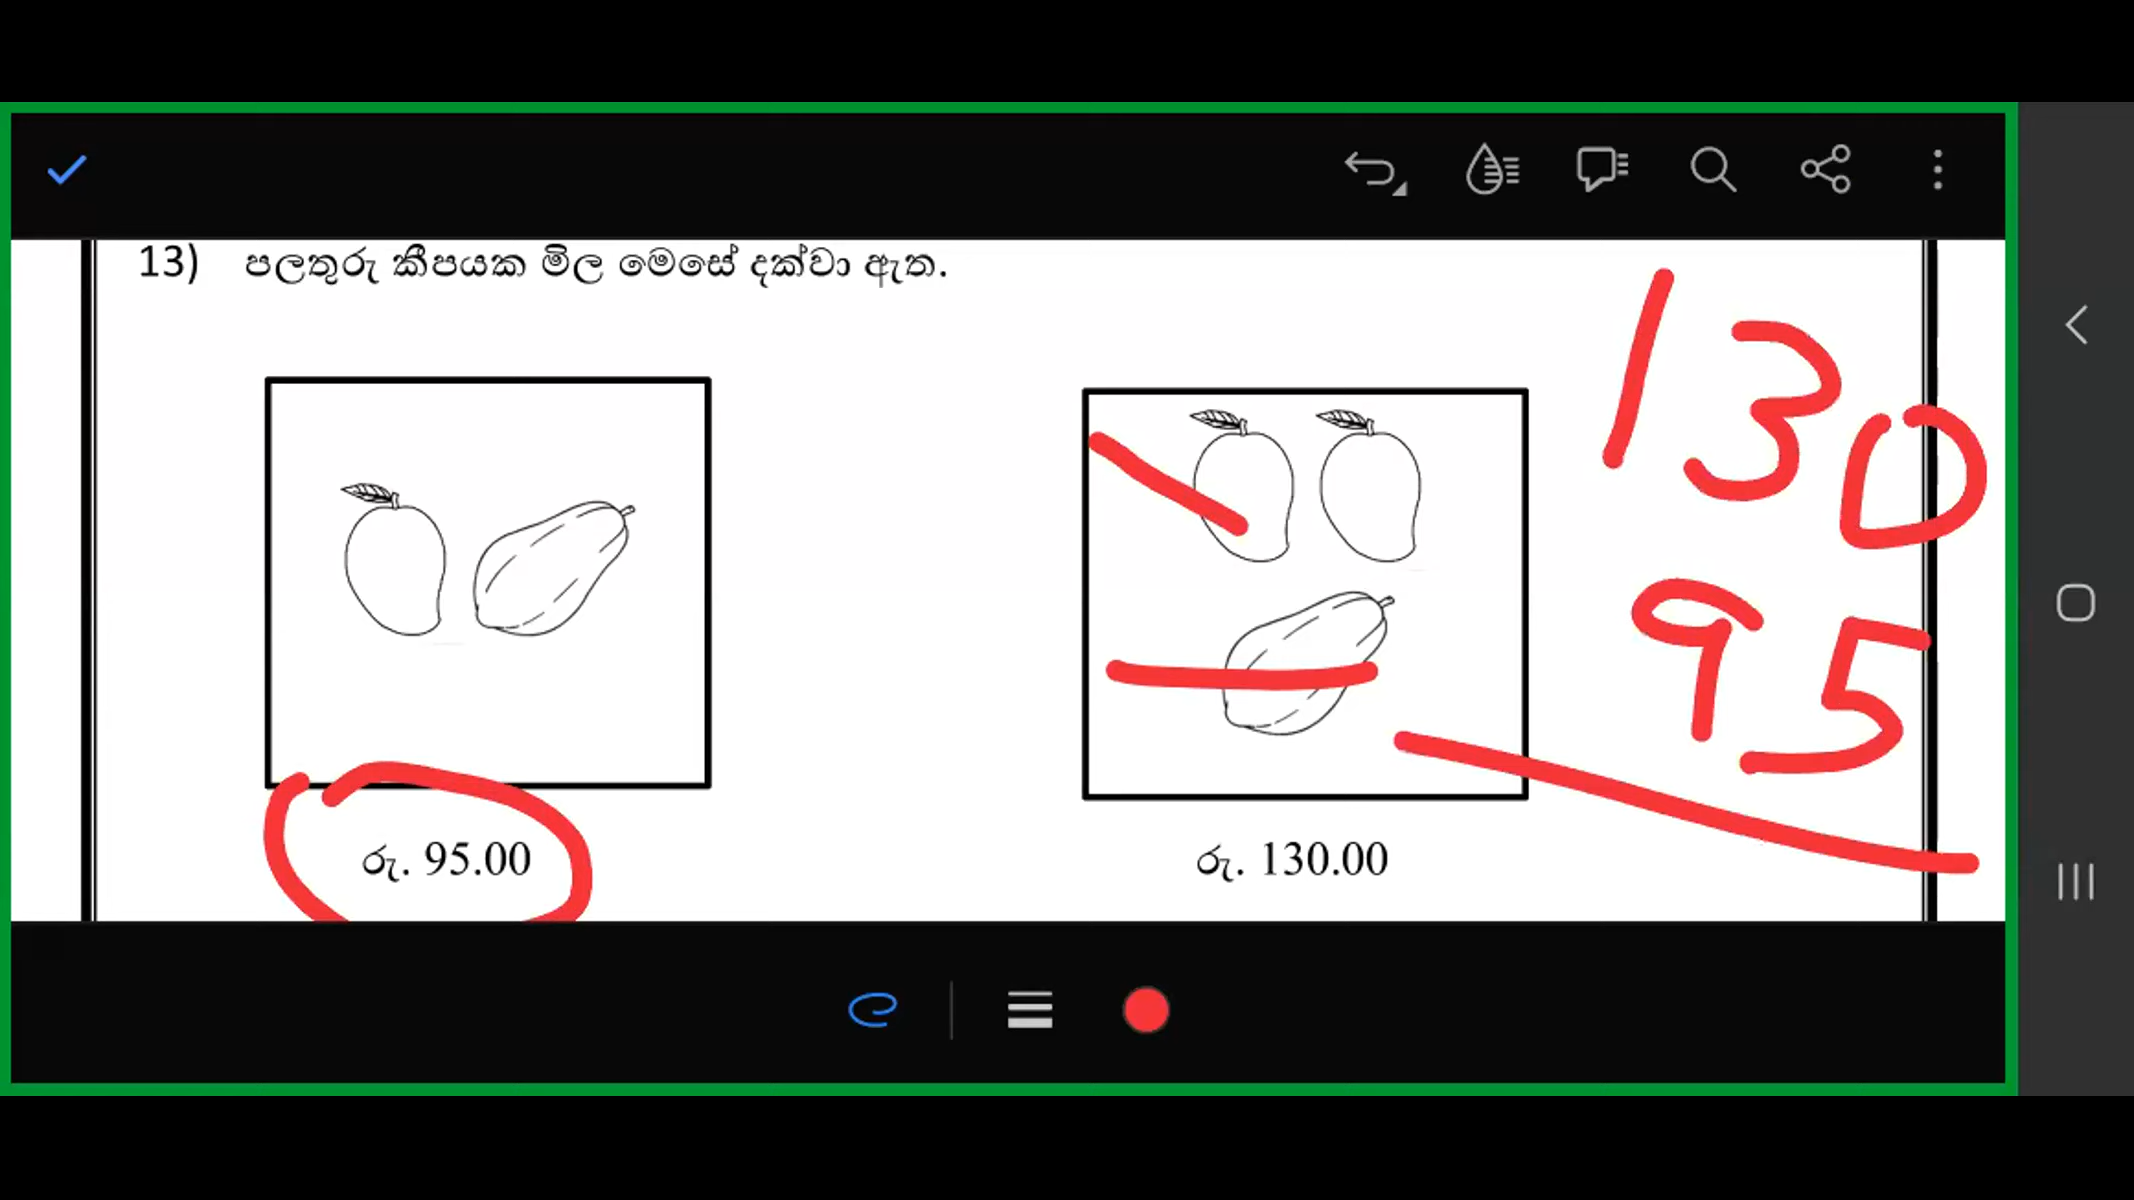 13) පලතුරු කීපයක මිල මෙසේ දක්වා ඇත.
130
95
රු. 95.00
රු. 130.00